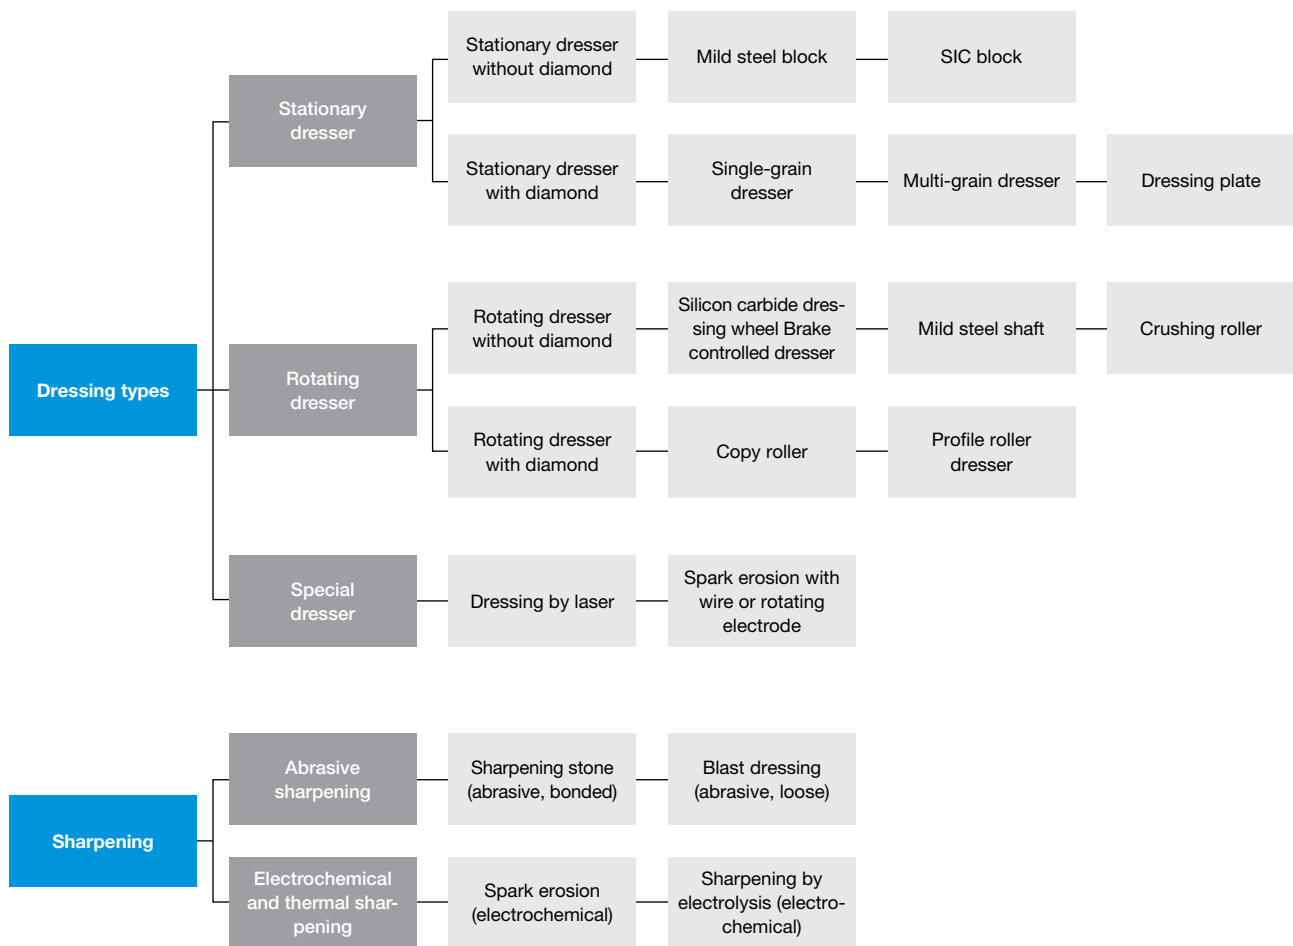 Stationary dresser
without diamond
Mild steel block
SIC block
Stationary
dresser
Stationary dresser
with diamond
Single-grain
dresser
Multi-grain dresser
Dressing plate
Rotating dresser
without diamond
Silicon carbide dres-
sing wheel Brake
controlled dresser
Mild steel shaft
Crushing roller
Dressing types
Rotating
dresser
Rotating dresser
with diamond
Copy roller
Profile roller
dresser
Special
dresser
Dressing by laser
Spark erosion with
wire or rotating
electrode
Abrasive
sharpening
Sharpening stone
(abrasive, bonded)
Blast dressing
(abrasive, loose)
Sharpening
Electrochemical
and thermal shar-
pening
Spark erosion
(electrochemical)
Sharpening by
electrolysis (electro-
chemical)